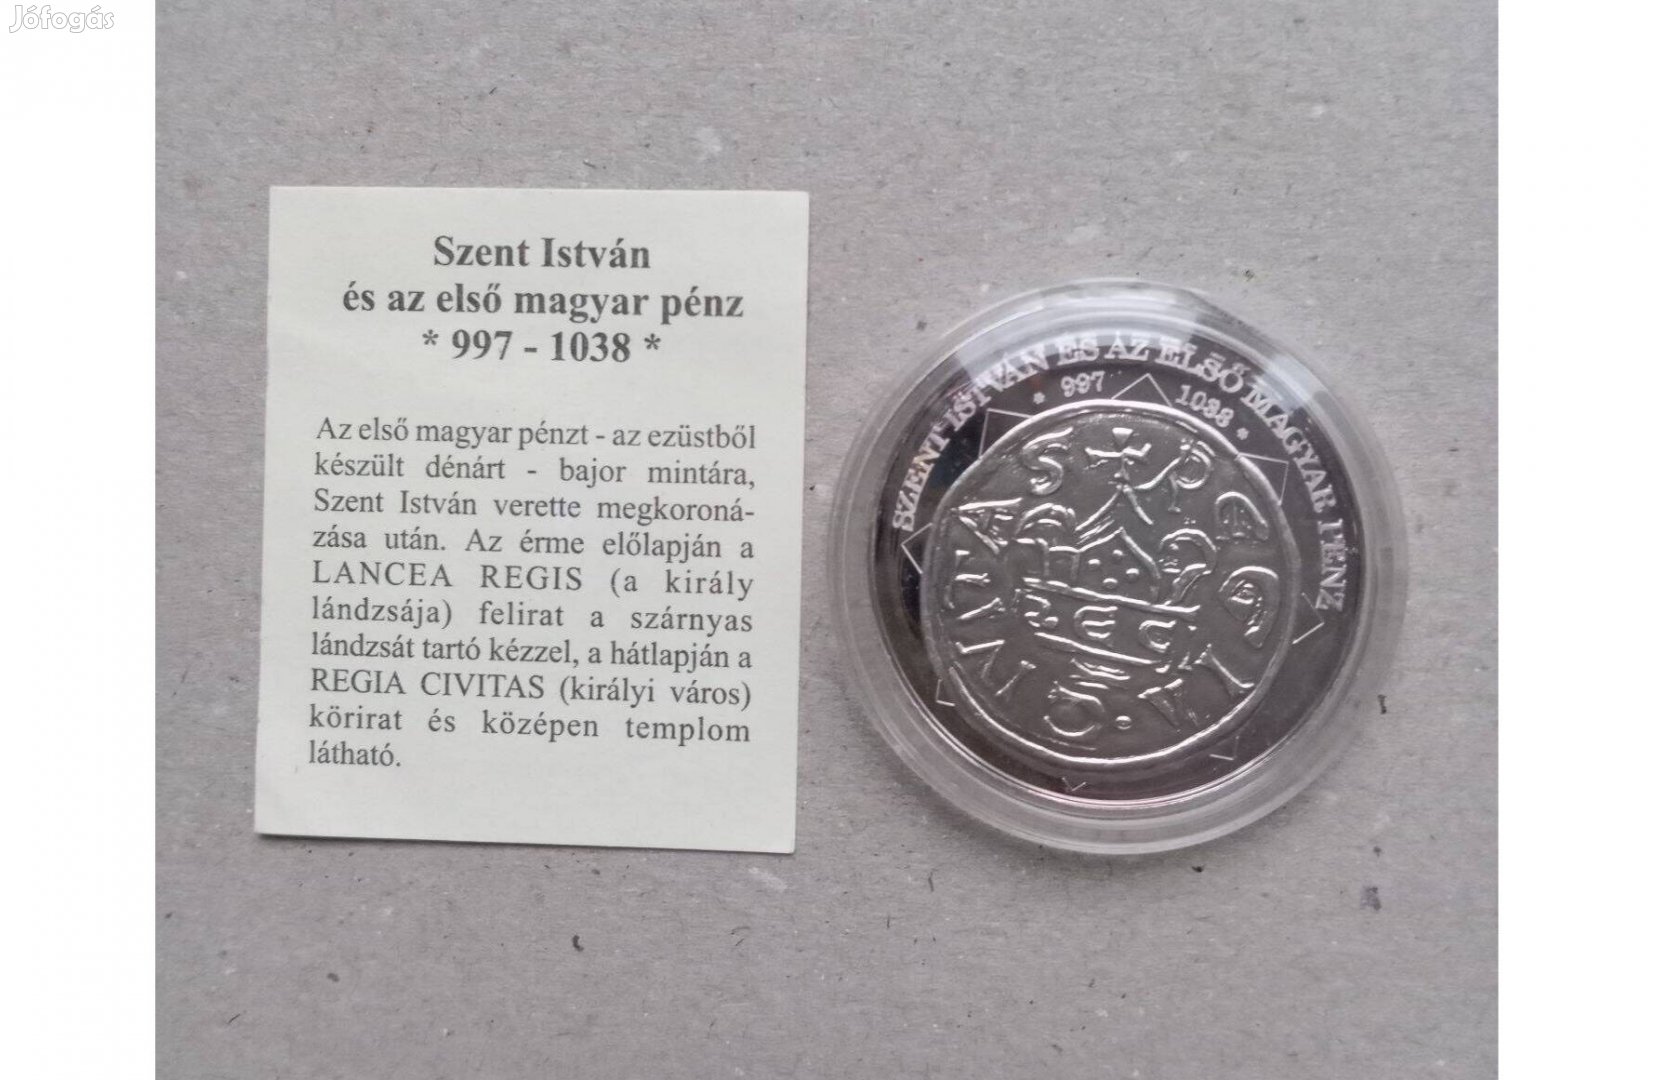 Jófogás
Szent István
és az első magyar pénz
* 997 - 1038 *
Az első magyar pénzt - az ezüstből
készült dénárt - bajor mintára,
Szent István verette megkoroná-
zása után. Az érme előlapján a
LANCEA REGIS (a király
lándzsája) felirat a szárnyas
lándzsát tartó kézzel, a hátlapján a
REGIA CIVITAS (királyi város)
körirat és középen templom
látható.
SZENT ISTVÁN ÉS AZ ELSŐ MAGYAR PÉNZ
* 997 1038 *